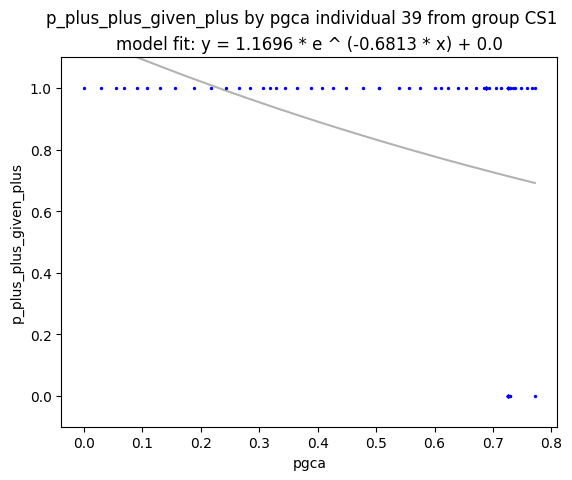 p_plus_plus_given_plus by pgca individual 39 from group CS1
model fit: y = 1.1696 * e ^ (-0.6813 * x) + 0.0
1.0
0.8
0.6
0.4
0.2
0.0
p_plus_plus_given_plus
0.0 0.1 0.2 0.3 0.4 0.5 0.6 0.7 0.8
pgca